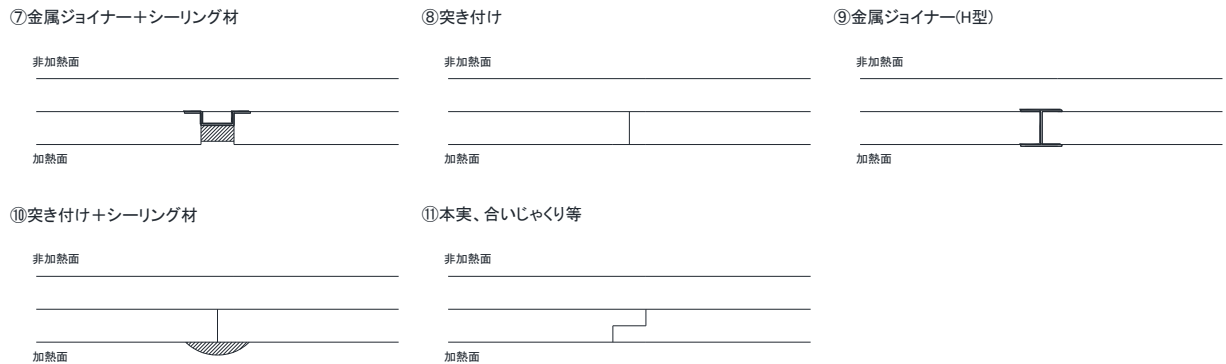 ⑦金属ジョイナー＋シーリング材
⑧突き付け
⑨金属ジョイナー(H型)
非加熱面
非加熱面
非加熱面
加熱面
加熱面
加熱面
⑩突き付け＋シーリング材
⑪本実、合いじゃくり等
非加熱面
非加熱面
加熱面
加熱面